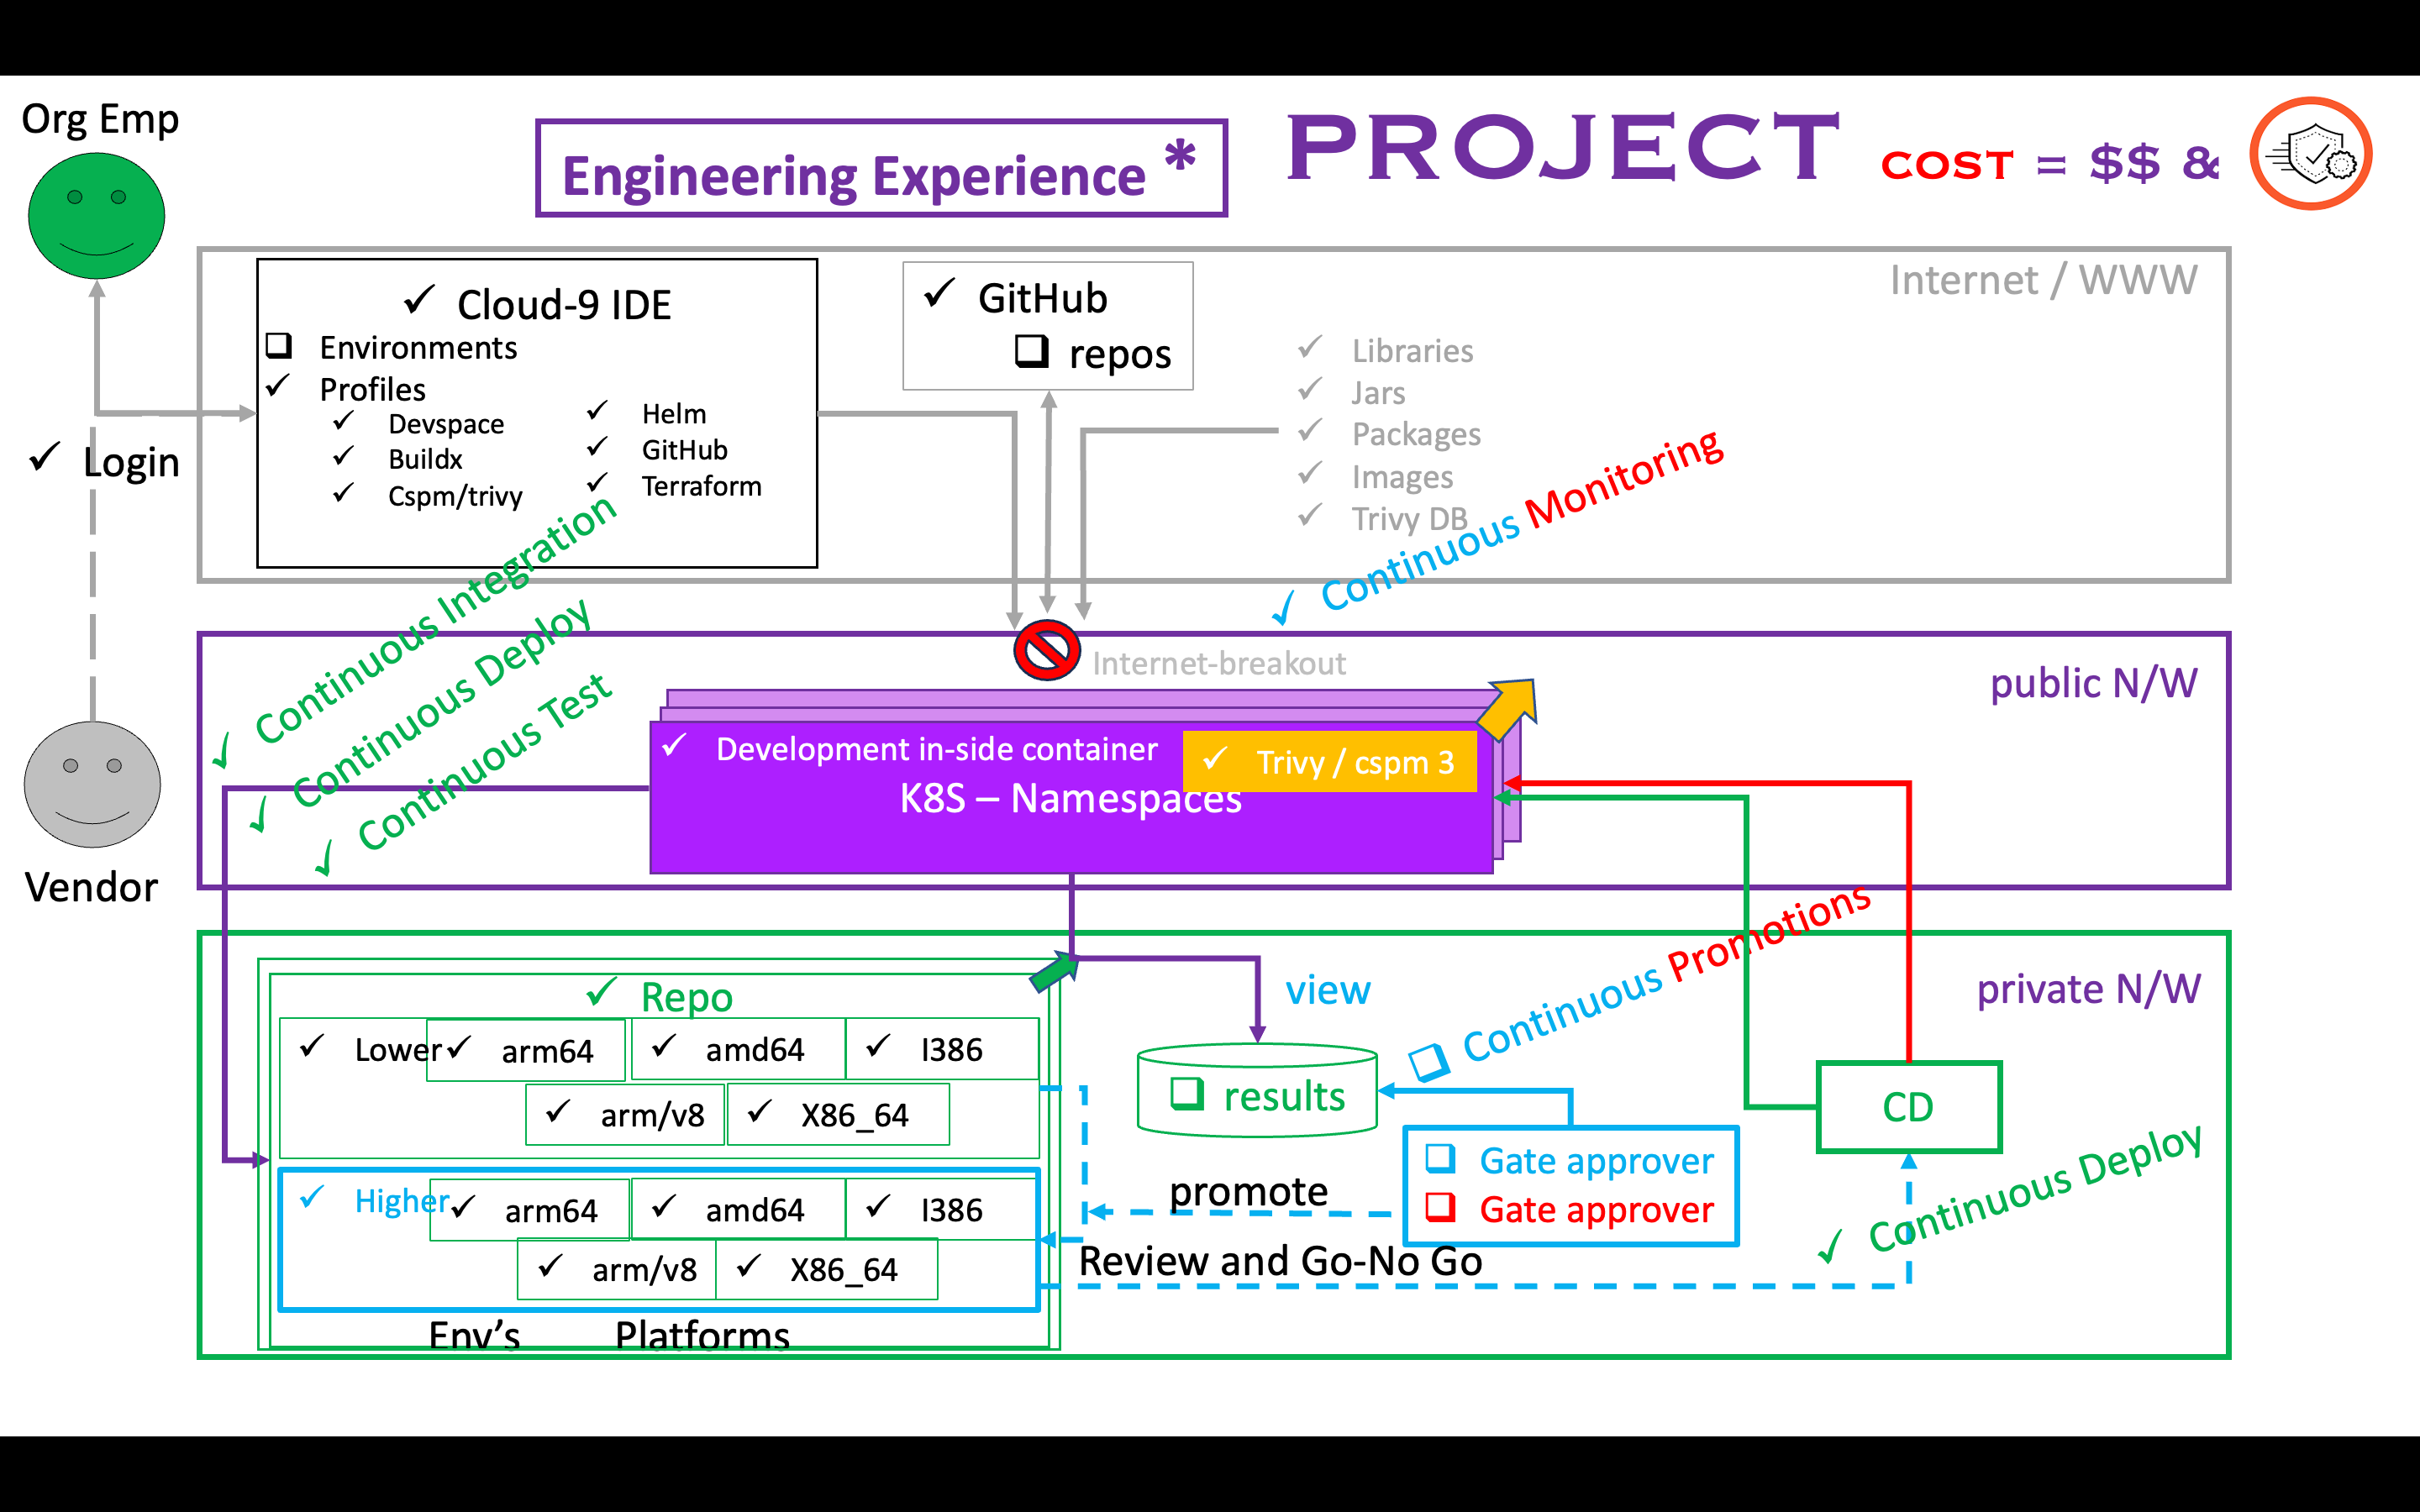 Org Emp
Engineering Experience *
PROJECT
COST = $$ &
Internet / WWW
✓ Cloud-9 IDE
❑ Environments
✓ Profiles
✓ Devspace
✓ Buildx
✓ Cspm/trivy
✓ Helm
✓ GitHub
✓ Terraform
✓ GitHub
❑ repos
✓ Libraries
✓ Jars
✓ Packages
✓ Images
✓ Trivy DB
✓ Login
✓ Continuous Monitoring
✓ Continuous Integration
✓ Continuous Deploy
✓ Continuous Test
Internet-breakout
public N/W
✓ Development in-side container
✓ Trivy / cspm 3
K8S – Namespaces
Vendor
private N/W
✓ Repo
✓ Lower
✓ arm64
✓ amd64
✓ I386
✓ arm/v8
✓ X86_64
✓ Higher
✓ arm64
✓ amd64
✓ I386
✓ arm/v8
✓ X86_64
Env’s
Platforms
view
❑ results
❑ Continuous Promotions
❑ Gate approver
❑ Gate approver
promote
Review and Go-No Go
CD
✓ Continuous Deploy